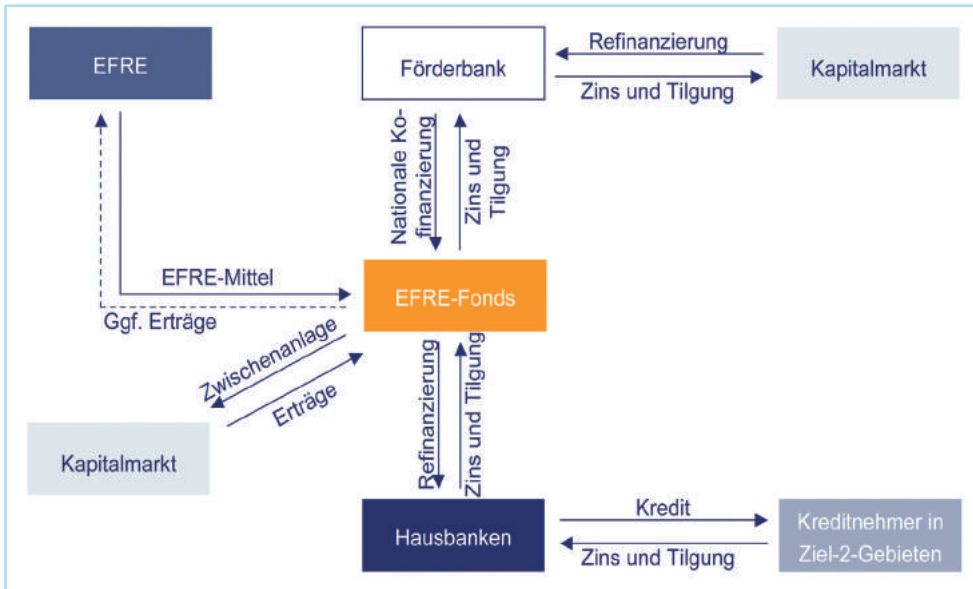 EFRE
Förderbank
Refinanzierung
Zins und Tilgung
Kapitalmarkt
Nationale Ko-
finanzierung
Zins und
Tilgung
EFRE-Mittel
Ggf. Erträge
EFRE-Fonds
Zwischenanlage
Erträge
Kapitalmarkt
Refinanzierung
Zins und Tilgung
Hausbanken
Kredit
Zins und Tilgung
Kreditnehmer in
Ziel-2-Gebieten